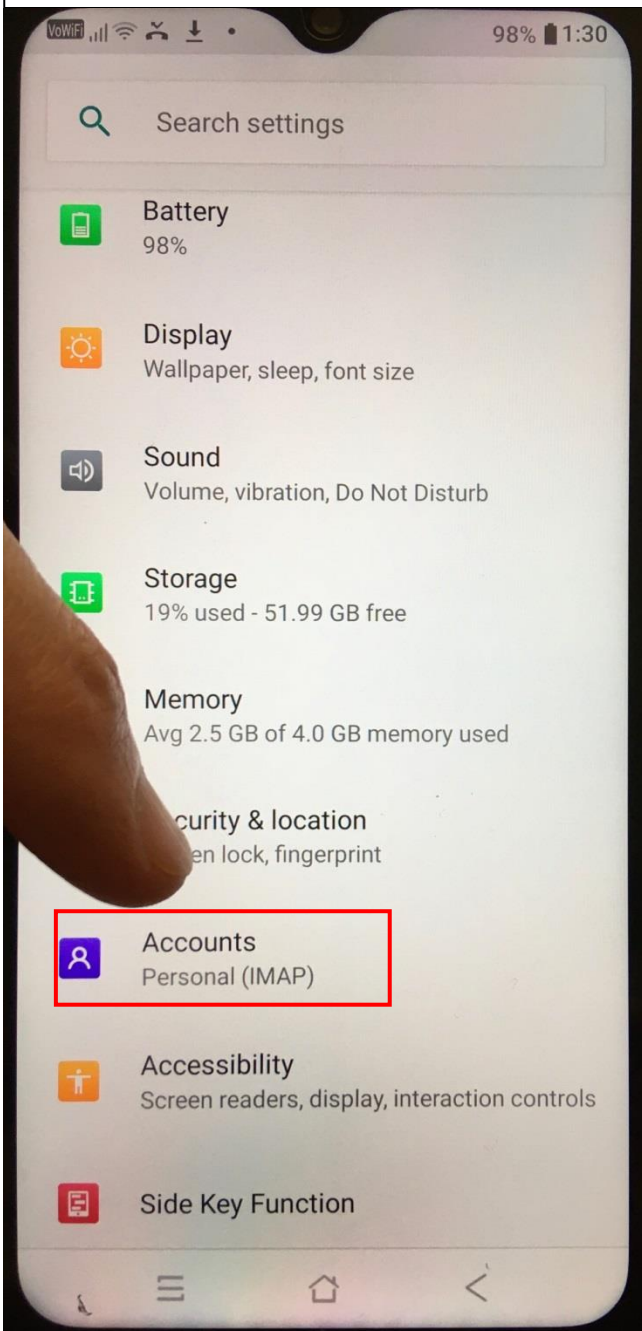 VoWiFi 98% 1:30
Search settings
Battery
98%
Display
Wallpaper, sleep, font size
Sound
Volume, vibration, Do Not Disturb
Storage
19% used - 51.99 GB free
Memory
Avg 2.5 GB of 4.0 GB memory used
& location
lock, fingerprint
Accounts
Personal (IMAP)
Accessibility
Screen readers, display, interaction controls
Side Key Function